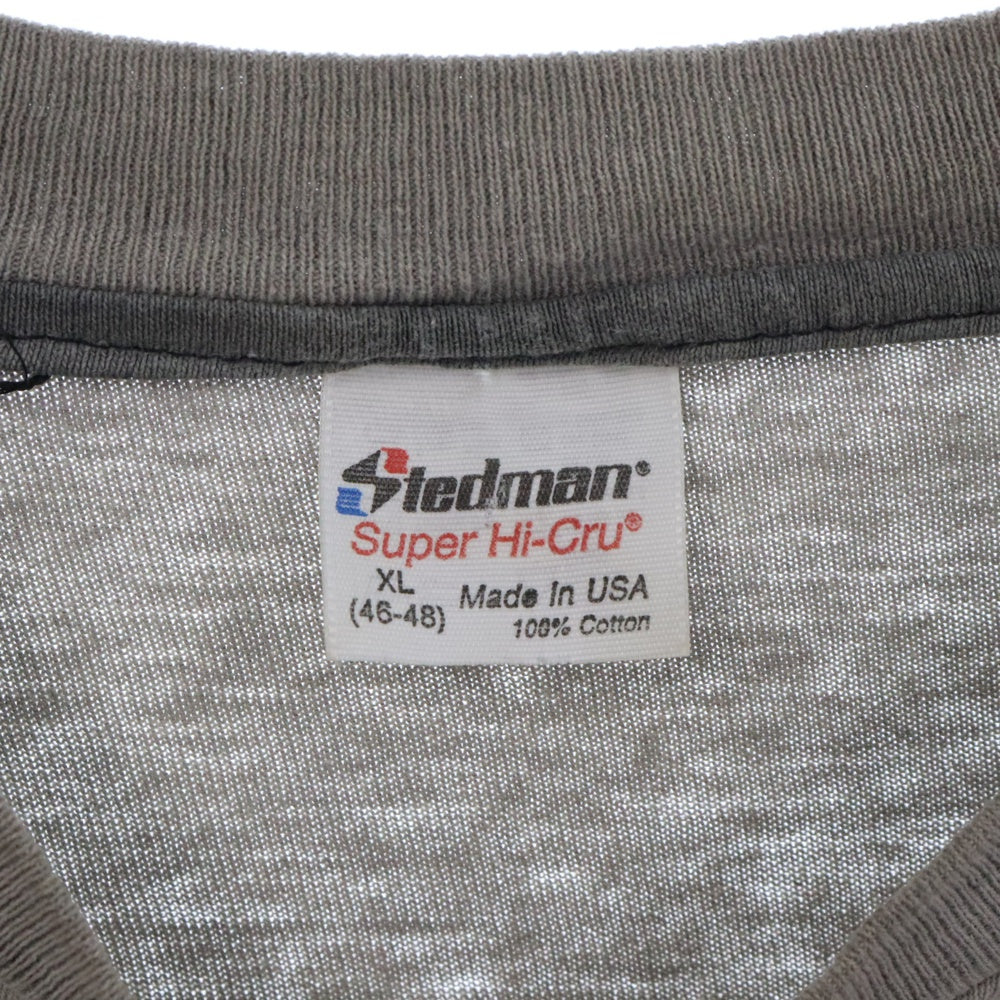 Stedman®
Super Hi-Cru®
XL
(46-48)
Made in USA
100% Cotton